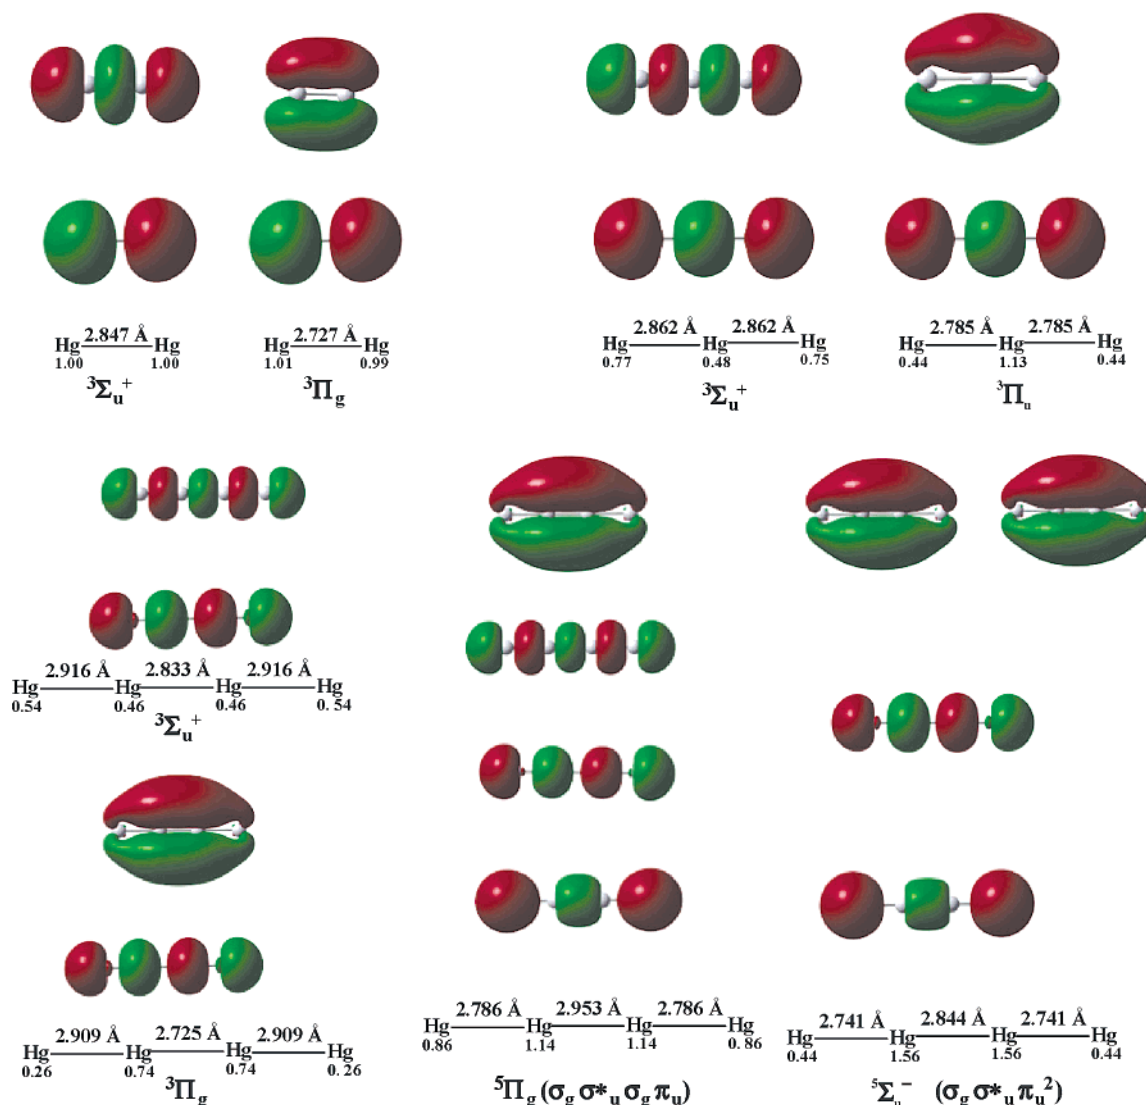 2.847 Å
Hg Hg
1.00 1.00
³Σᵤ⁺
2.727 Å
Hg Hg
1.01 0.99
³Π_g
2.862 Å 2.862 Å
Hg Hg Hg
0.77 0.48 0.75
³Σᵤ⁺
2.785 Å 2.785 Å
Hg Hg Hg
0.44 1.13 0.44
³Πᵤ
2.916 Å 2.833 Å 2.916 Å
Hg Hg Hg Hg
0.54 0.46 0.46 0.54
³Σᵤ⁺
2.909 Å 2.725 Å 2.909 Å
Hg Hg Hg Hg
0.26 0.74 0.74 0.26
³Π_g
2.786 Å 2.953 Å 2.786 Å
Hg Hg Hg Hg
0.86 1.14 1.14 0.86
⁵Π_g (σ_g σ*ᵤ σ_g πᵤ)
2.741 Å 2.844 Å 2.741 Å
Hg Hg Hg Hg
0.44 1.56 1.56 0.44
⁵Σᵤ⁻ (σ_g σ*ᵤ πᵤ²)